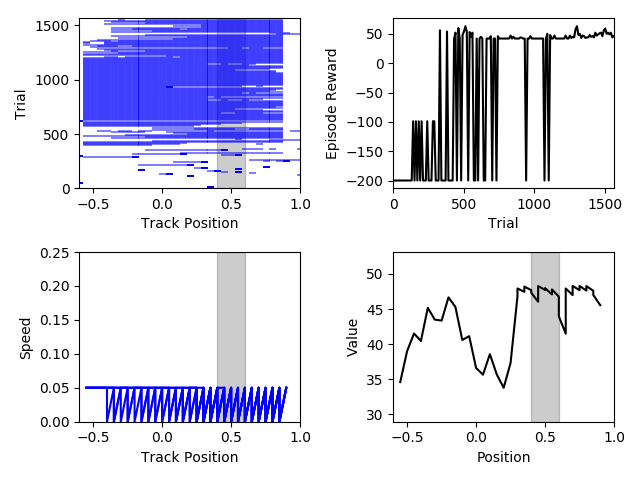 1500
1000
500
0
Trial
−0.5 0.0 0.5 1.0
Track Position
50
0
−50
−100
−150
−200
Episode Reward
0 500 1000 1500
Trial
0.25
0.20
0.15
0.10
0.05
0.00
Speed
−0.5 0.0 0.5 1.0
Track Position
50
45
40
35
30
Value
−0.5 0.0 0.5 1.0
Position